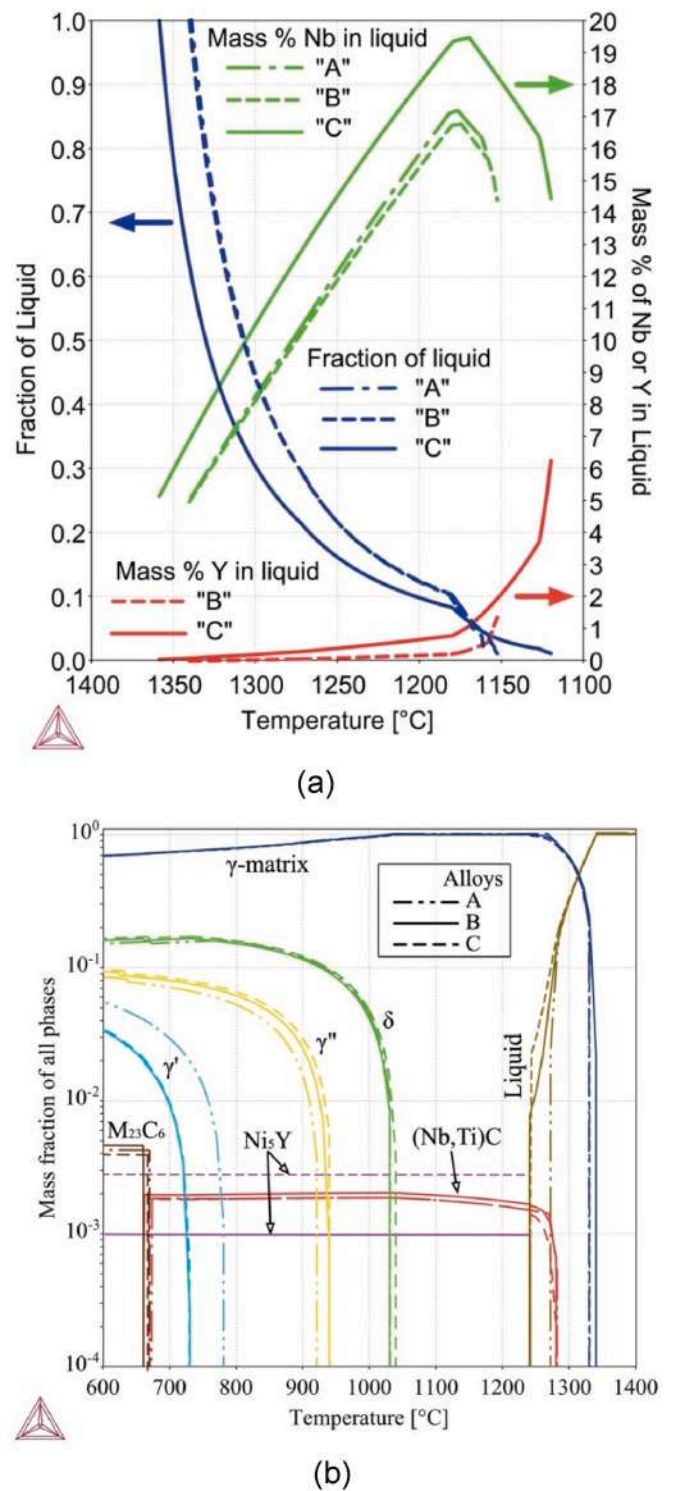 Mass % Nb in liquid
"A"
"B"
"C"
Fraction of liquid
"A"
"B"
"C"
Mass % Y in liquid
"B"
"C"
Fraction of Liquid
1.0
0.9
0.8
0.7
0.6
0.5
0.4
0.3
0.2
0.1
0.0
20
19
18
17
16
15
14
13
12
11
10
9
8
7
6
5
4
3
2
1
0
Mass % of Nb or Y in Liquid
1400 1350 1300 1250 1200 1150 1100
Temperature [°C]
(a)
Mass fraction of all phases
10⁰
10⁻¹
10⁻²
10⁻³
10⁻⁴
γ-matrix
Alloys
A
B
C
γ'
γ"
δ
Liquid
M₂₃C₆
Ni₅Y
(Nb,Ti)C
600 700 800 900 1000 1100 1200 1300 1400
Temperature [°C]
(b)